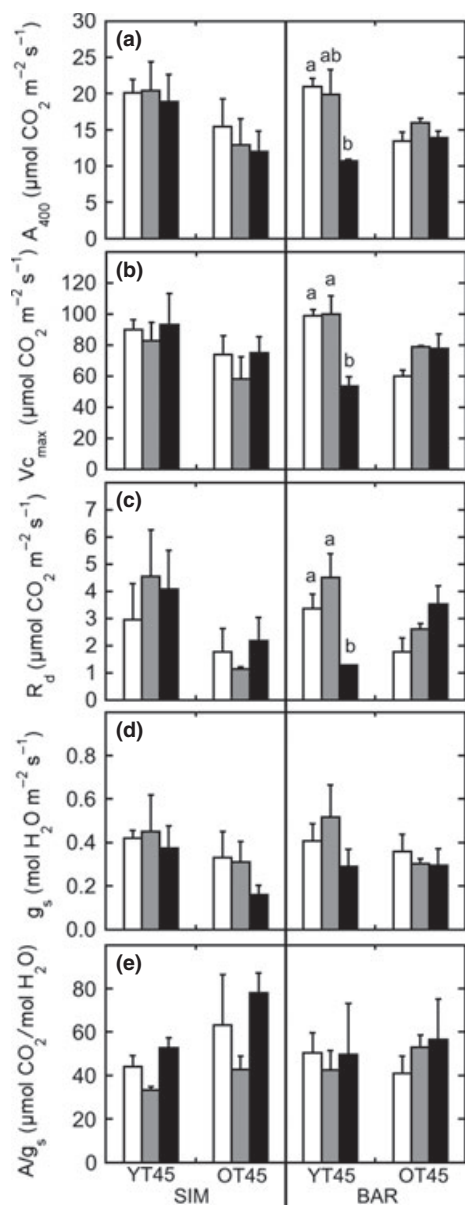 (a)
30
25
20
15
10
5
0
A₄₀₀ (µmol CO₂ m⁻² s⁻¹)
a
ab
b
(b)
100
80
60
40
20
0
Vcₘₐₓ (µmol CO₂ m⁻² s⁻¹)
a
a
b
(c)
7
6
5
4
3
2
1
0
R_d (µmol CO₂ m⁻² s⁻¹)
a
a
b
(d)
0.8
0.6
0.4
0.2
0.0
gₛ (mol H₂O m⁻² s⁻¹)
(e)
80
60
40
20
0
A/gₛ (µmol CO₂/mol H₂O)
YT45 OT45 YT45 OT45
SIM BAR